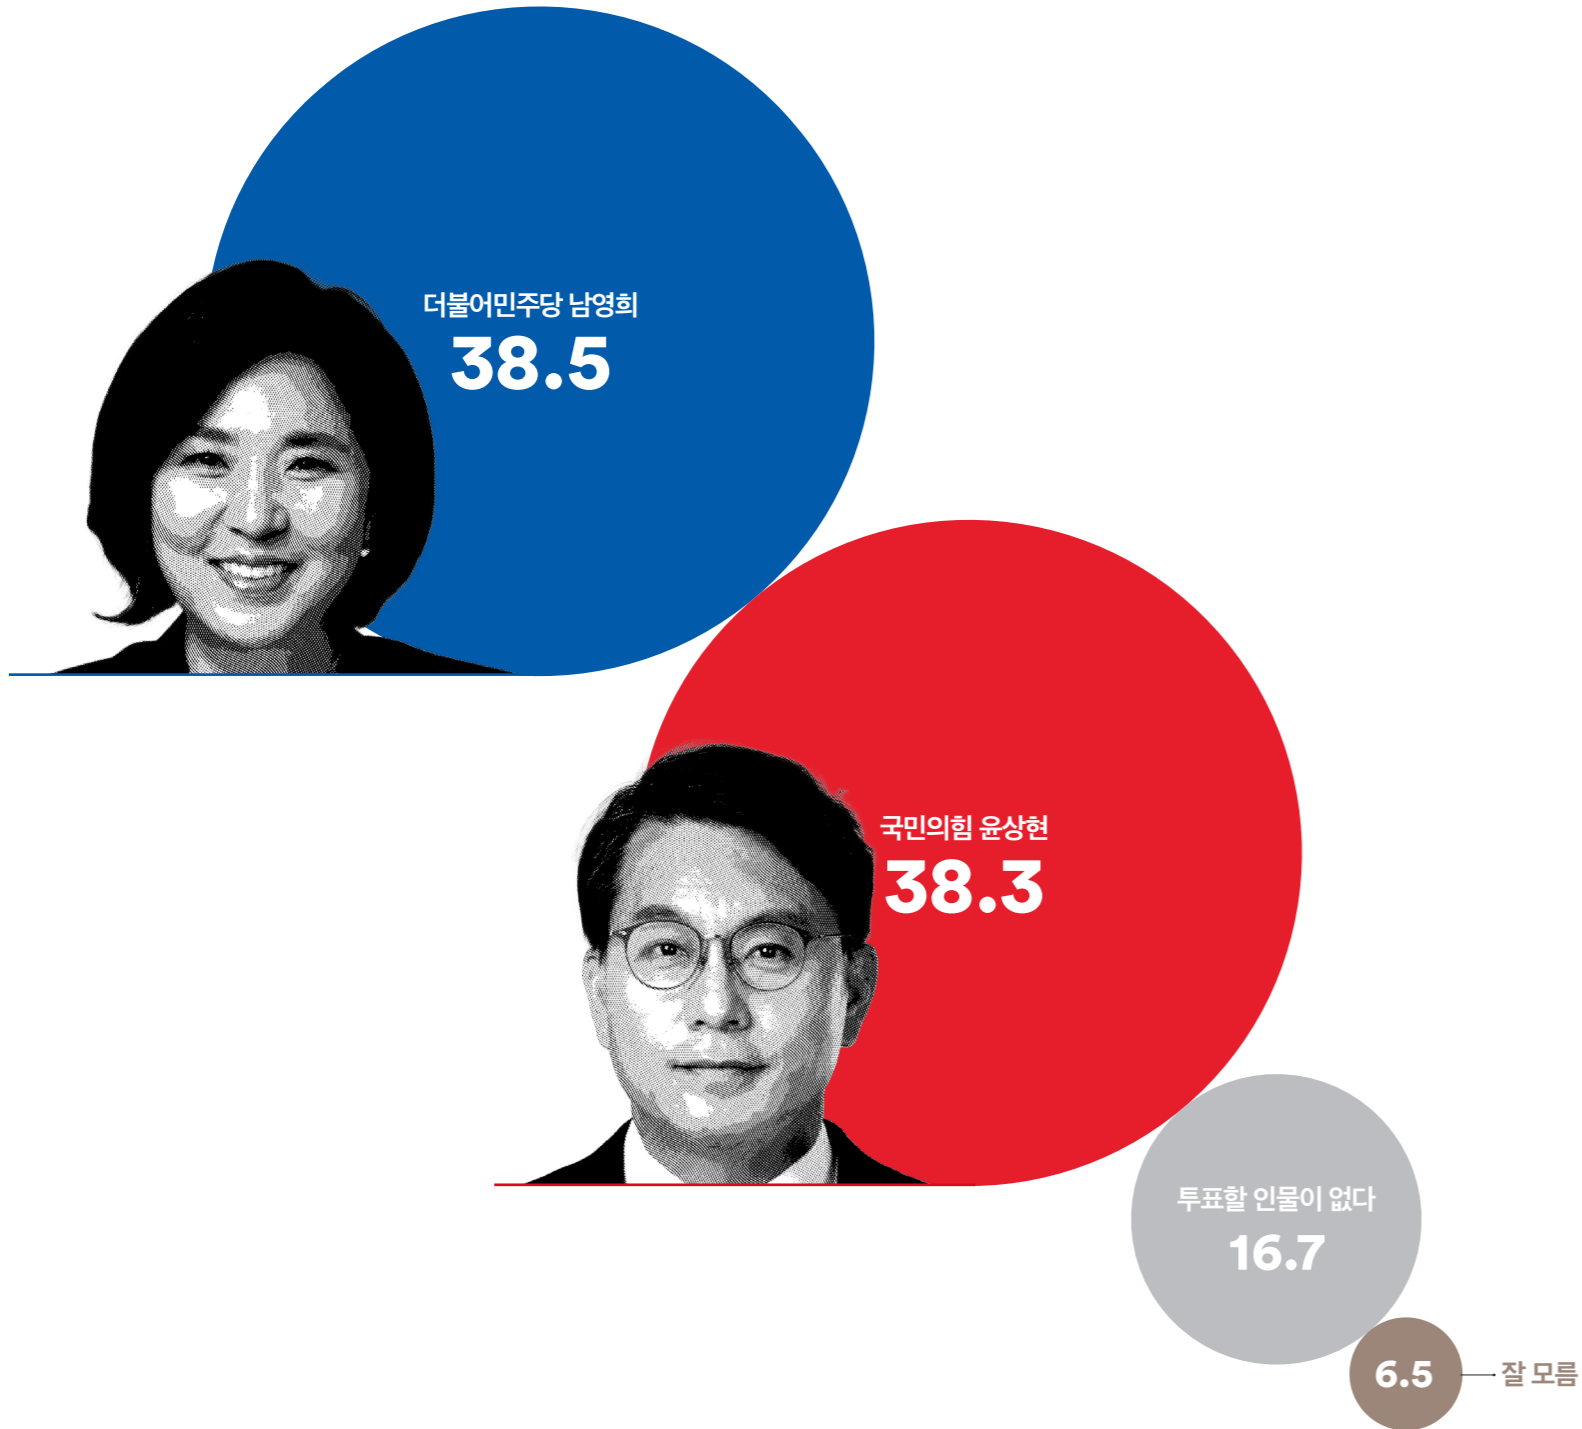 더불어민주당 남영희
38.5
국민의힘 윤상현
38.3
투표할 인물이 없다
16.7
6.5
잘 모름